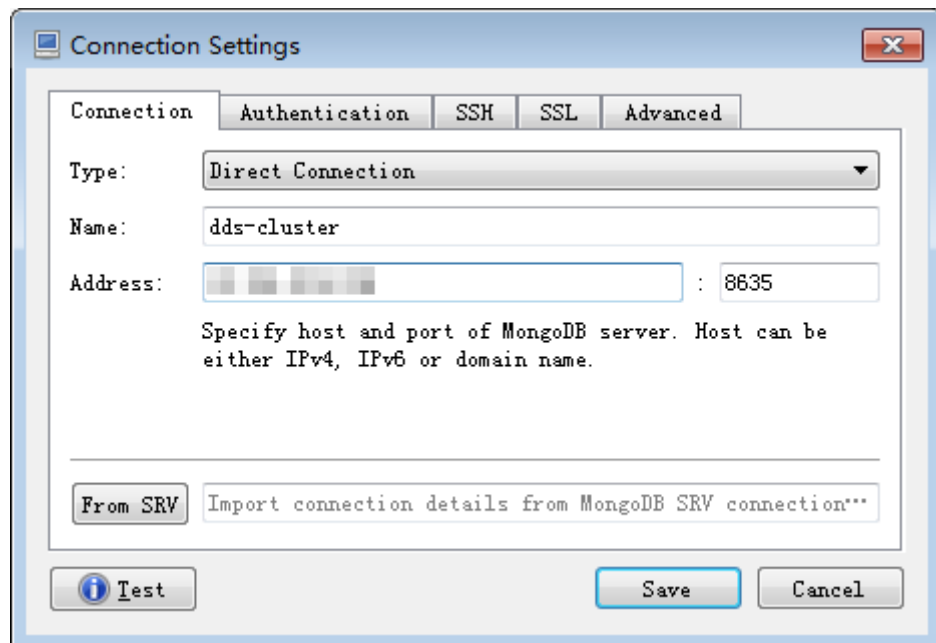 Connection Settings
Connection Authentication SSH SSL Advanced
Type: Direct Connection
Name: dds-cluster
Address: : 8635
Specify host and port of MongoDB server. Host can be
either IPv4, IPv6 or domain name.
From SRV Import connection details from MongoDB SRV connection...
Test Save Cancel